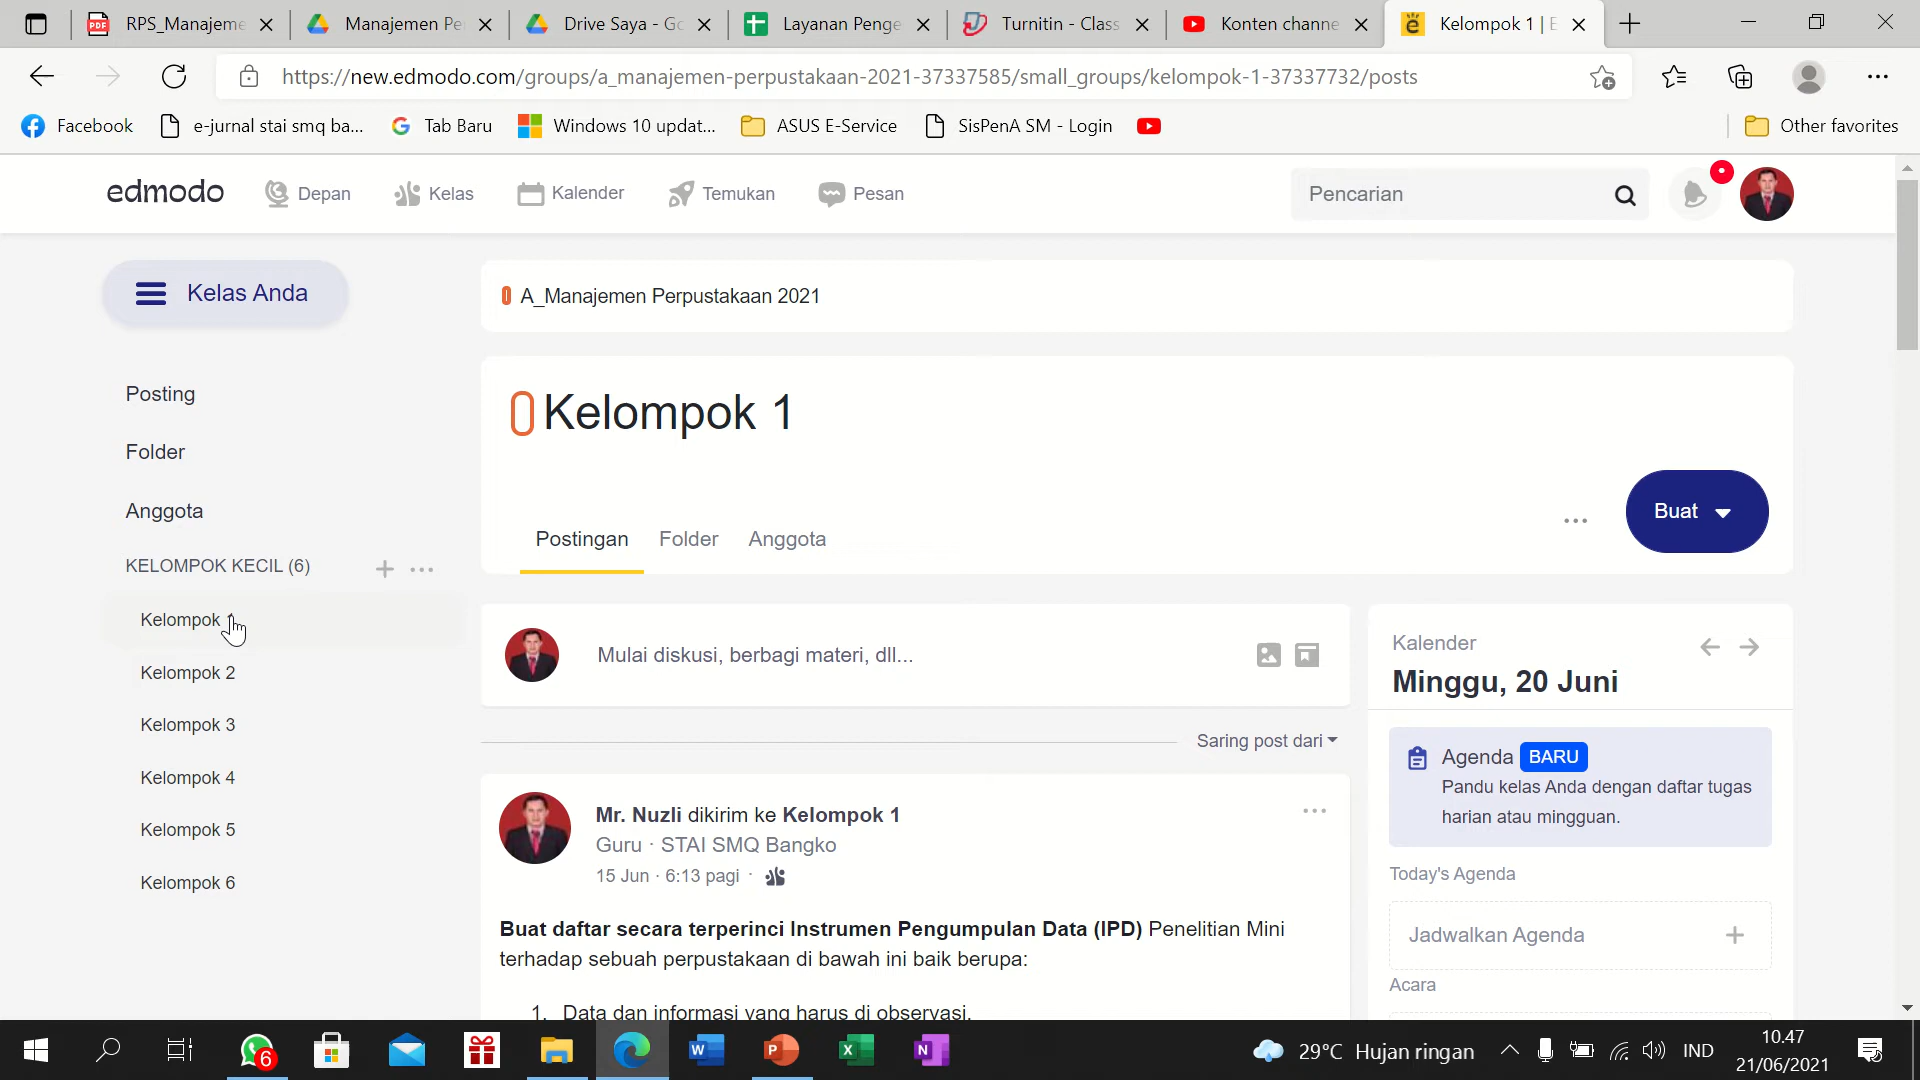 RPS_Manajeme
Manajemen Pe
Drive Saya - Go
Layanan Penge
Turnitin - Class
Konten channe
Kelompok 1 | E
https://new.edmodo.com/groups/a_manajemen-perpustakaan-2021-37337585/small_groups/kelompok-1-37337732/posts
Facebook
e-jurnal stai smq ba...
Tab Baru
Windows 10 updat...
ASUS E-Service
SisPenA SM - Login
Other favorites
edmodo
Depan
Kelas
Kalender
Temukan
Pesan
Pencarian
Kelas Anda
A_Manajemen Perpustakaan 2021
Kelompok 1
Posting
Folder
Anggota
KELOMPOK KECIL (6)
Kelompok 1
Kelompok 2
Kelompok 3
Kelompok 4
Kelompok 5
Kelompok 6
Buat
Postingan
Folder
Anggota
Mulai diskusi, berbagi materi, dll...
Saring post dari
Mr. Nuzli dikirim ke Kelompok 1
Guru · STAI SMQ Bangko
15 Jun · 6:13 pagi ·
Buat daftar secara terperinci Instrumen Pengumpulan Data (IPD) Penelitian Mini
terhadap sebuah perpustakaan di bawah ini baik berupa:
1. Data dan informasi yang harus di observasi.
Kalender
Minggu, 20 Juni
Agenda BARU
Pandu kelas Anda dengan daftar tugas
harian atau mingguan.
Today's Agenda
Jadwalkan Agenda
Acara
6
29°C Hujan ringan
IND
10.47
21/06/2021